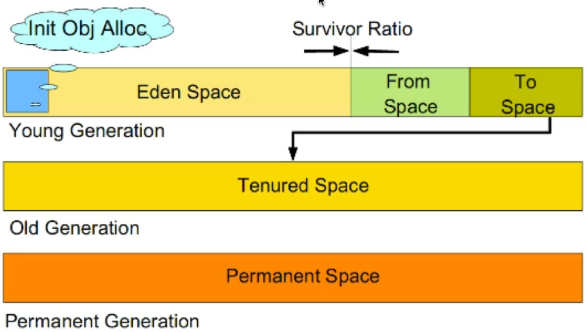 Init Obj Alloc
Survivor Ratio
Eden Space
From
Space
To
Space
Young Generation
Tenured Space
Old Generation
Permanent Space
Permanent Generation